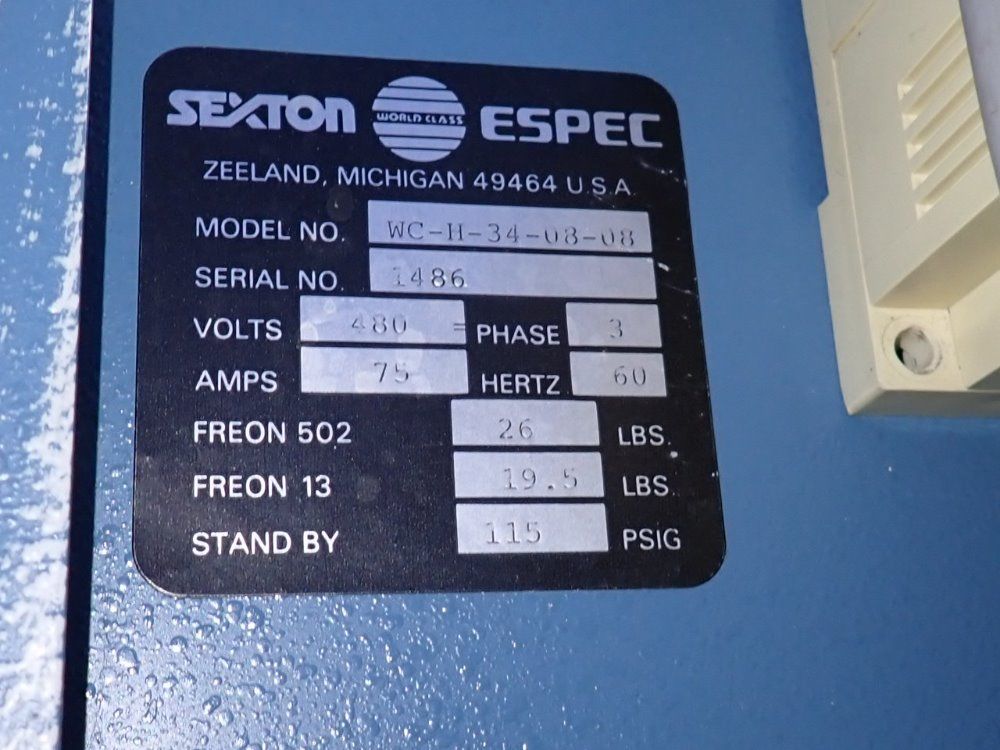 SEXTON WORLD CLASS ESPEC
ZEELAND, MICHIGAN 49464 U.S.A.
MODEL NO. WC-H-34-08-08
SERIAL NO. 1486
VOLTS 480 = PHASE 3
AMPS 75 HERTZ 60
FREON 502 26 LBS.
FREON 13 19.5 LBS.
STAND BY 115 PSIG